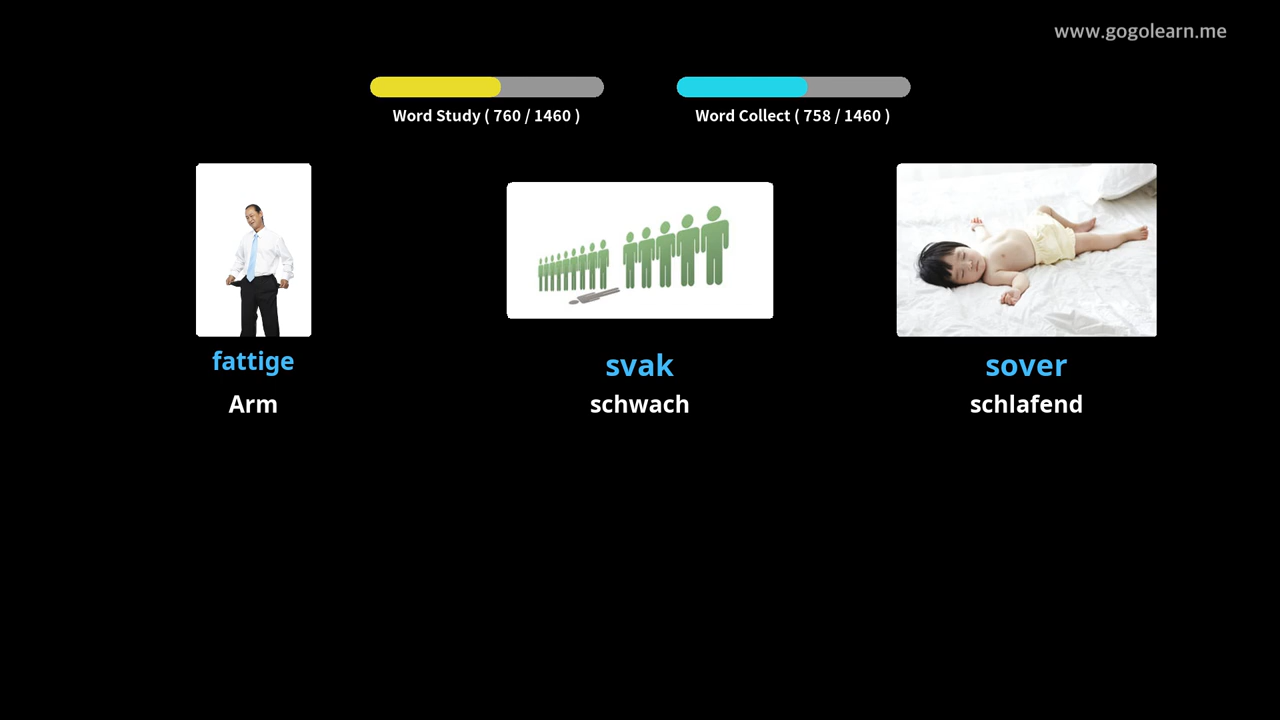 www.gogolearn.me
Word Study ( 760 / 1460 )
Word Collect ( 758 / 1460 )
fattige
Arm
svak
schwach
sover
schlafend